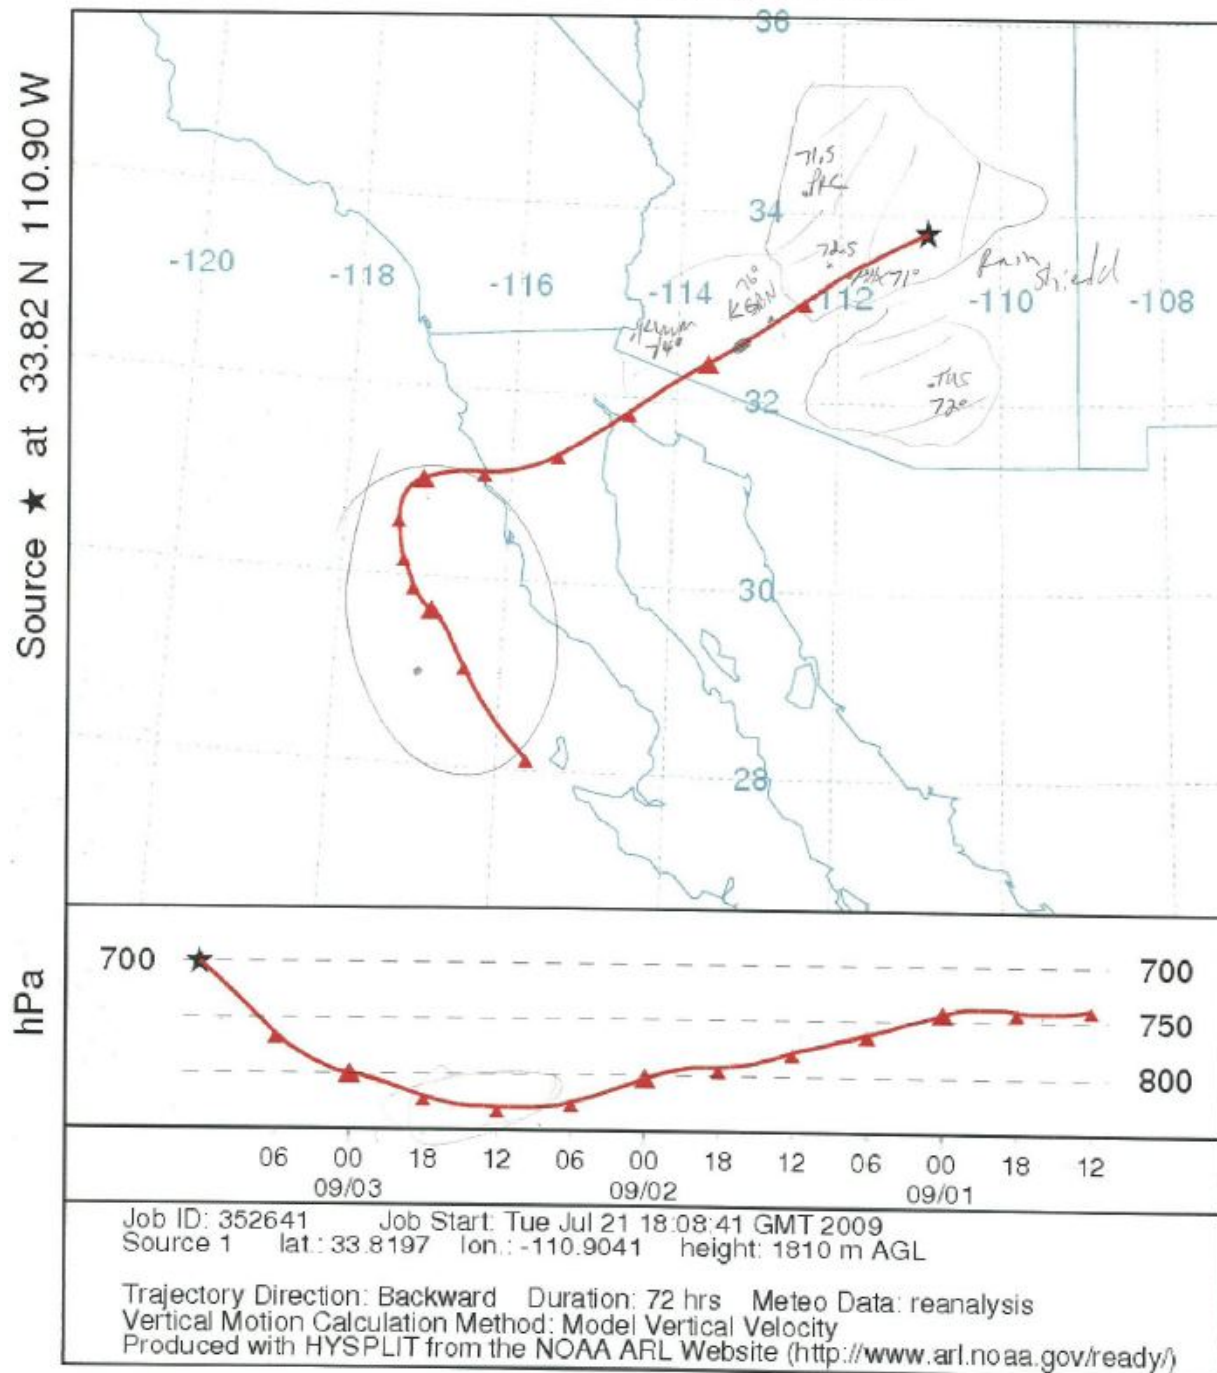 Source ★ at 33.82 N 110.90 W
36
71.5
PRC
34
-120
-118
-116
-114
-112
-110
-108
72.5
PHX 71°
Rain
Shield
76°
KGBN
Yuma
74°
32
.TUS
72°
30
28
hPa
700
700
750
800
06 00 18 12 06 00 18 12 06 00 18 12
09/03 09/02 09/01
Job ID: 352641 Job Start: Tue Jul 21 18:08:41 GMT 2009
Source 1 lat.: 33.8197 lon.: -110.9041 height: 1810 m AGL
Trajectory Direction: Backward Duration: 72 hrs Meteo Data: reanalysis
Vertical Motion Calculation Method: Model Vertical Velocity
Produced with HYSPLIT from the NOAA ARL Website (http://www.arl.noaa.gov/ready/)